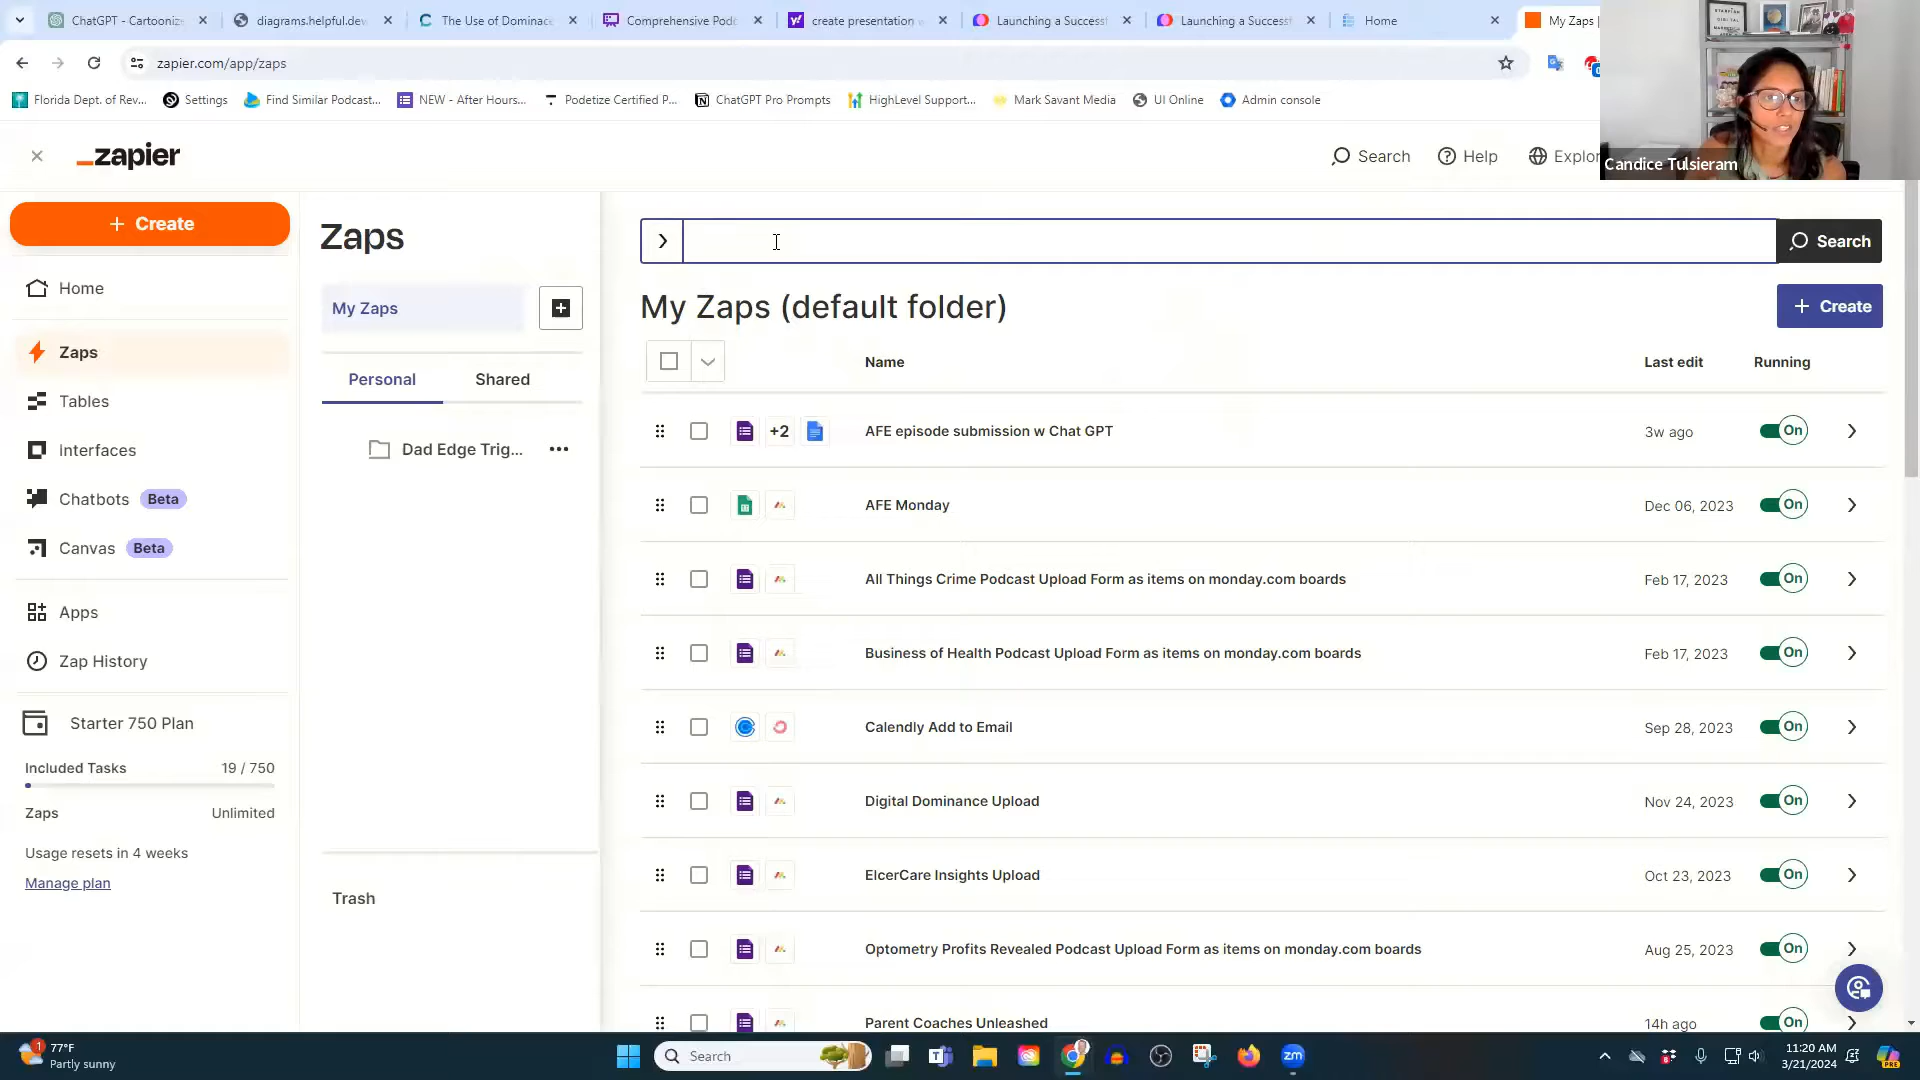 ChatGPT - Cartooniz
diagrams.helpful.dev
The Use of Dominac
Comprehensive Podc
create presentation w
Launching a Successf
Launching a Successf
Home
My Zaps |
zapier.com/app/zaps
Florida Dept. of Rev...
Settings
Find Similar Podcast...
NEW - After Hours...
Podetize Certified P...
ChatGPT Pro Prompts
HighLevel Support...
Mark Savant Media
UI Online
Admin console
Candice Tulsieram
_zapier
Search
Help
Explor
+ Create
Home
Zaps
Tables
Interfaces
Chatbots Beta
Canvas Beta
Apps
Zap History
Starter 750 Plan
Included Tasks 19 / 750
Zaps Unlimited
Usage resets in 4 weeks
Manage plan
Zaps
My Zaps
Personal Shared
Dad Edge Trig...
Trash
Search
My Zaps (default folder)
+ Create
Name Last edit Running
+2 AFE episode submission w Chat GPT 3w ago On
AFE Monday Dec 06, 2023 On
All Things Crime Podcast Upload Form as items on monday.com boards Feb 17, 2023 On
Business of Health Podcast Upload Form as items on monday.com boards Feb 17, 2023 On
Calendly Add to Email Sep 28, 2023 On
Digital Dominance Upload Nov 24, 2023 On
ElcerCare Insights Upload Oct 23, 2023 On
Optometry Profits Revealed Podcast Upload Form as items on monday.com boards Aug 25, 2023 On
Parent Coaches Unleashed 14h ago On
1
77°F
Partly sunny
Search
zm
11:20 AM
3/21/2024